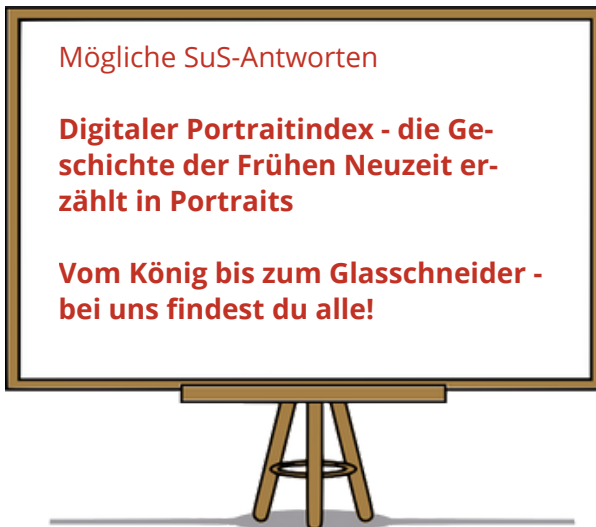 Mögliche SuS-Antworten
Digitaler Portraitindex - die Ge-
schichte der Frühen Neuzeit er-
zählt in Portraits
Vom König bis zum Glasschneider -
bei uns findest du alle!